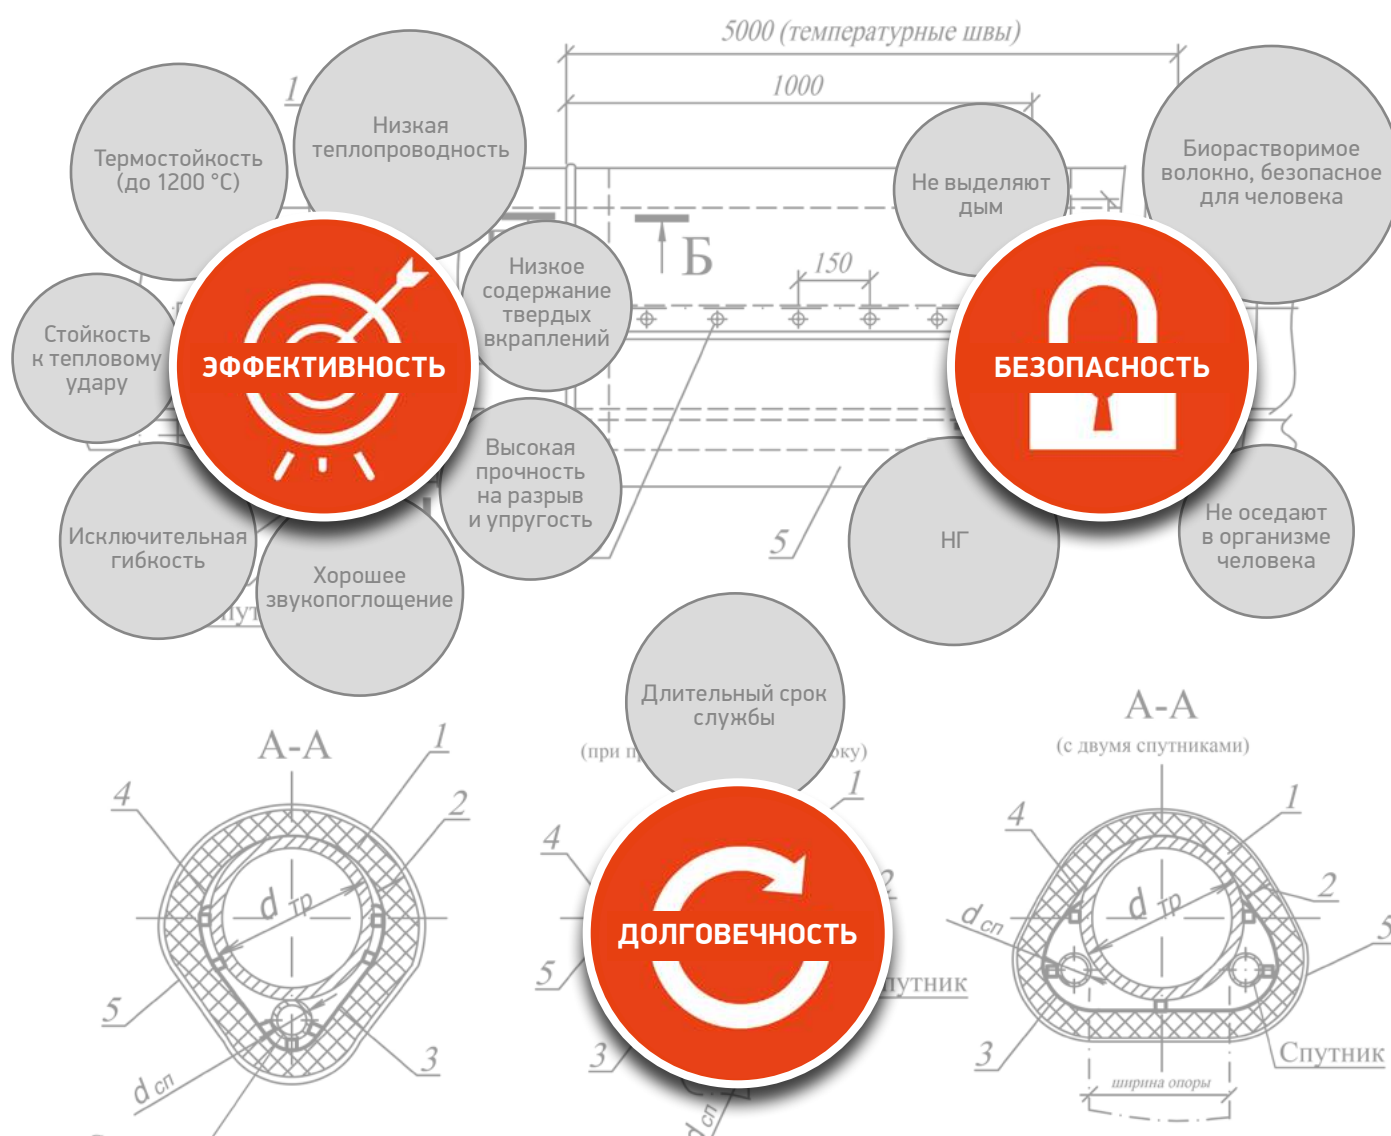 5000 (температурные швы)
1000
1
Низкая
теплопроводность
Термостойкость
(до 1200 °С)
Не выделяют
дым
Биорастворимое
волокно, безопасное
для человека
Б
150
Низкое
содержание
твердых
вкраплений
Стойкость
к тепловому
удару
ЭФФЕКТИВНОСТЬ
БЕЗОПАСНОСТЬ
Высокая
прочность
на разрыв
и упругость
5
Исключительная
гибкость
Хорошее
звукопоглощение
НГ
Не оседают
в организме
человека
Длительный срок
службы
А-А
(при
А-А
(с двумя спутниками)
1
4
2
d тр
5
3
d сп
1
4
2
ДОЛГОВЕЧНОСТЬ
5
3
d сп
1
4
2
d тр
d сп
5
3
Спутник
ширина опоры